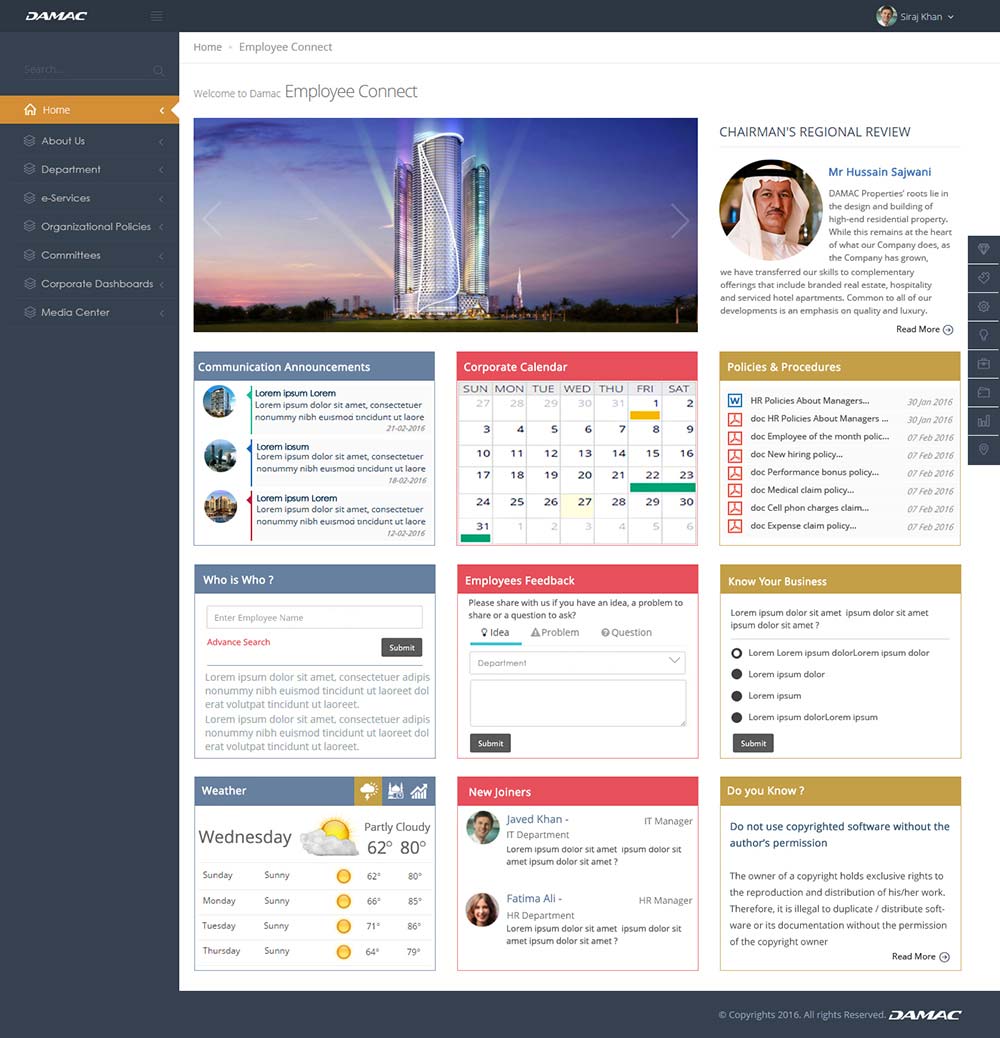 DAMAC
Siraj Khan
Search...
Home
About Us
Department
e-Services
Organizational Policies
Committees
Corporate Dashboards
Media Center
Home Employee Connect
Welcome to Damac Employee Connect
CHAIRMAN'S REGIONAL REVIEW
Mr Hussain Sajwani
DAMAC Properties' roots lie in
the design and building of
high-end residential property.
While this remains at the heart
of what our Company does, as
the Company has grown,
we have transferred our skills to complementary
offerings that include branded real estate, hospitality
and serviced hotel apartments. Common to all of our
developments is an emphasis on quality and luxury.
Read More
Communication Announcements
Lorem ipsum Lorem
Lorem ipsum dolor sit amet, consectetuer
nonummy nibh euismod tincidunt ut laore
21-02-2016
Lorem ipsum
Lorem ipsum dolor sit amet, consectetuer
nonummy nibh euismod tincidunt ut laore
18-02-2016
Lorem ipsum Lorem
Lorem ipsum dolor sit amet, consectetuer
nonummy nibh euismod tincidunt ut laore
12-02-2016
Corporate Calendar
SUN MON TUE WED THU FRI SAT
27 28 29 30 31 1 2
3 4 5 6 7 8 9
10 11 12 13 14 15 16
17 18 19 20 21 22 23
24 25 26 27 28 29 30
31 1 2 3 4 5 6
Policies & Procedures
HR Policies About Managers... 30 Jan 2016
doc HR Policies About Managers ... 07 Feb 2016
doc Employee of the month polic... 07 Feb 2016
doc New hiring policy... 07 Feb 2016
doc Performance bonus policy... 07 Feb 2016
doc Medical claim policy... 07 Feb 2016
doc Cell phon charges claim... 07 Feb 2016
doc Expense claim policy... 07 Feb 2016
Who is Who ?
Enter Employee Name
Advance Search
Submit
Lorem ipsum dolor sit amet, consectetuer adipis
nonummy nibh euismod tincidunt ut laoreet dol
erat volutpat tincidunt ut laoreet.
Lorem ipsum dolor sit amet, consectetuer adipis
nonummy nibh euismod tincidunt ut laoreet dol
erat volutpat tincidunt ut laoreet.
Employees Feedback
Please share with us if you have an idea, a problem to
share or a question to ask?
Idea Problem Question
Department
Submit
Know Your Business
Lorem ipsum dolor sit amet ipsum dolor sit amet
ipsum dolor sit amet ?
Lorem Lorem ipsum dolorLorem ipsum dolor
Lorem ipsum dolor
Lorem ipsum
Lorem ipsum dolorLorem ipsum
Submit
Weather
Wednesday Partly Cloudy
62° 80°
Sunday Sunny 62° 80°
Monday Sunny 66° 85°
Tuesday Sunny 71° 86°
Thursday Sunny 64° 79°
New Joiners
Javed Khan - IT Manager
IT Department
Lorem ipsum dolor sit amet ipsum dolor sit
amet ipsum dolor sit amet ?
Fatima Ali - HR Manager
HR Department
Lorem ipsum dolor sit amet ipsum dolor sit
amet ipsum dolor sit amet ?
Do you Know ?
Do not use copyrighted software without the
author's permission
The owner of a copyright holds exclusive rights to
the reproduction and distribution of his/her work.
Therefore, it is illegal to duplicate / distribute soft-
ware or its documentation without the permission
of the copyright owner
Read More
© Copyrights 2016. All rights Reserved. DAMAC